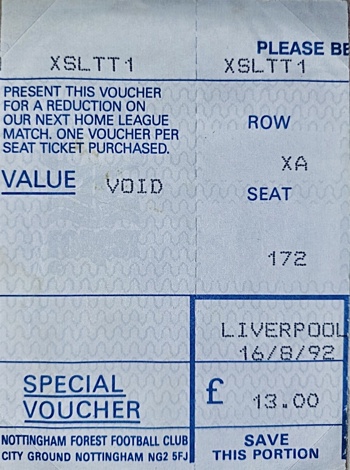 PLEASE BE
XSLTT1
XSLTT1
PRESENT THIS VOUCHER
FOR A REDUCTION ON
OUR NEXT HOME LEAGUE
MATCH. ONE VOUCHER PER
SEAT TICKET PURCHASED.
VALUE VOID
ROW
XA
SEAT
172
LIVERPOOL
16/8/92
SPECIAL
VOUCHER
£ 13.00
NOTTINGHAM FOREST FOOTBALL CLUB
CITY GROUND NOTTINGHAM NG2 5FJ
SAVE
THIS PORTION